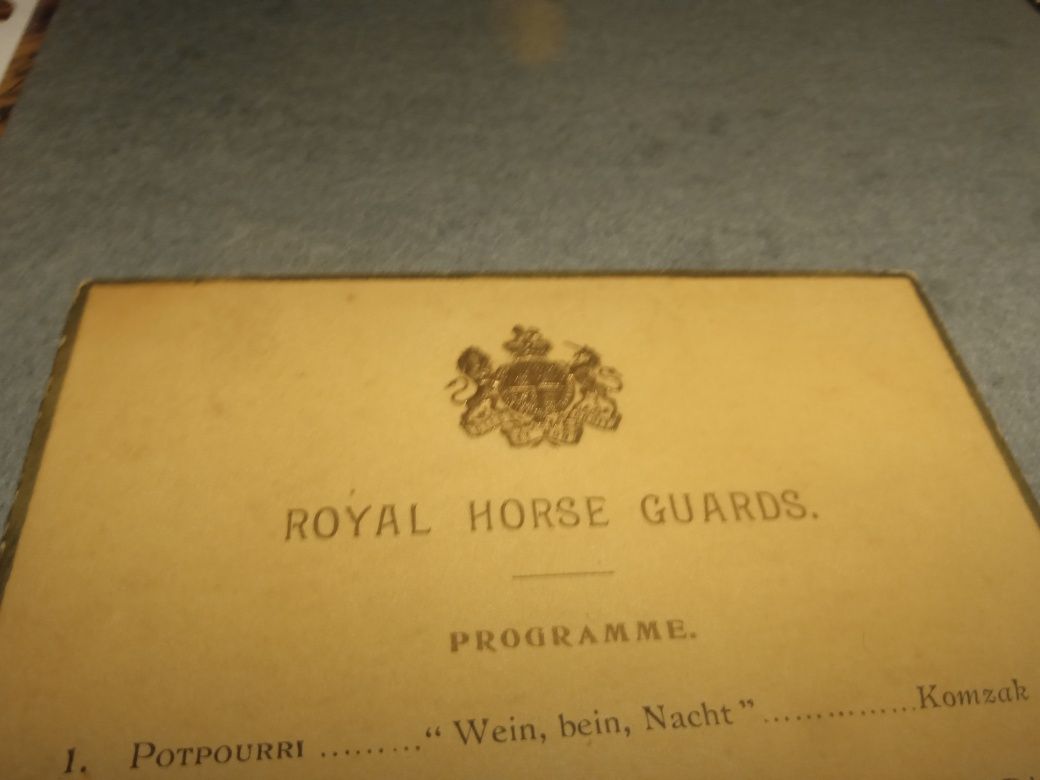 ROYAL HORSE GUARDS.
PROGRAMME.
1. POTPOURRI ........." Wein, bein, Nacht"...............Komzak